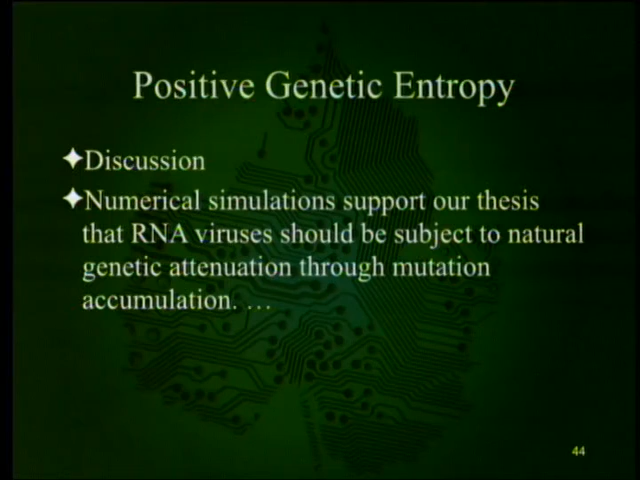 Positive Genetic Entropy
Discussion
Numerical simulations support our thesis
that RNA viruses should be subject to natural
genetic attenuation through mutation
accumulation. …
44